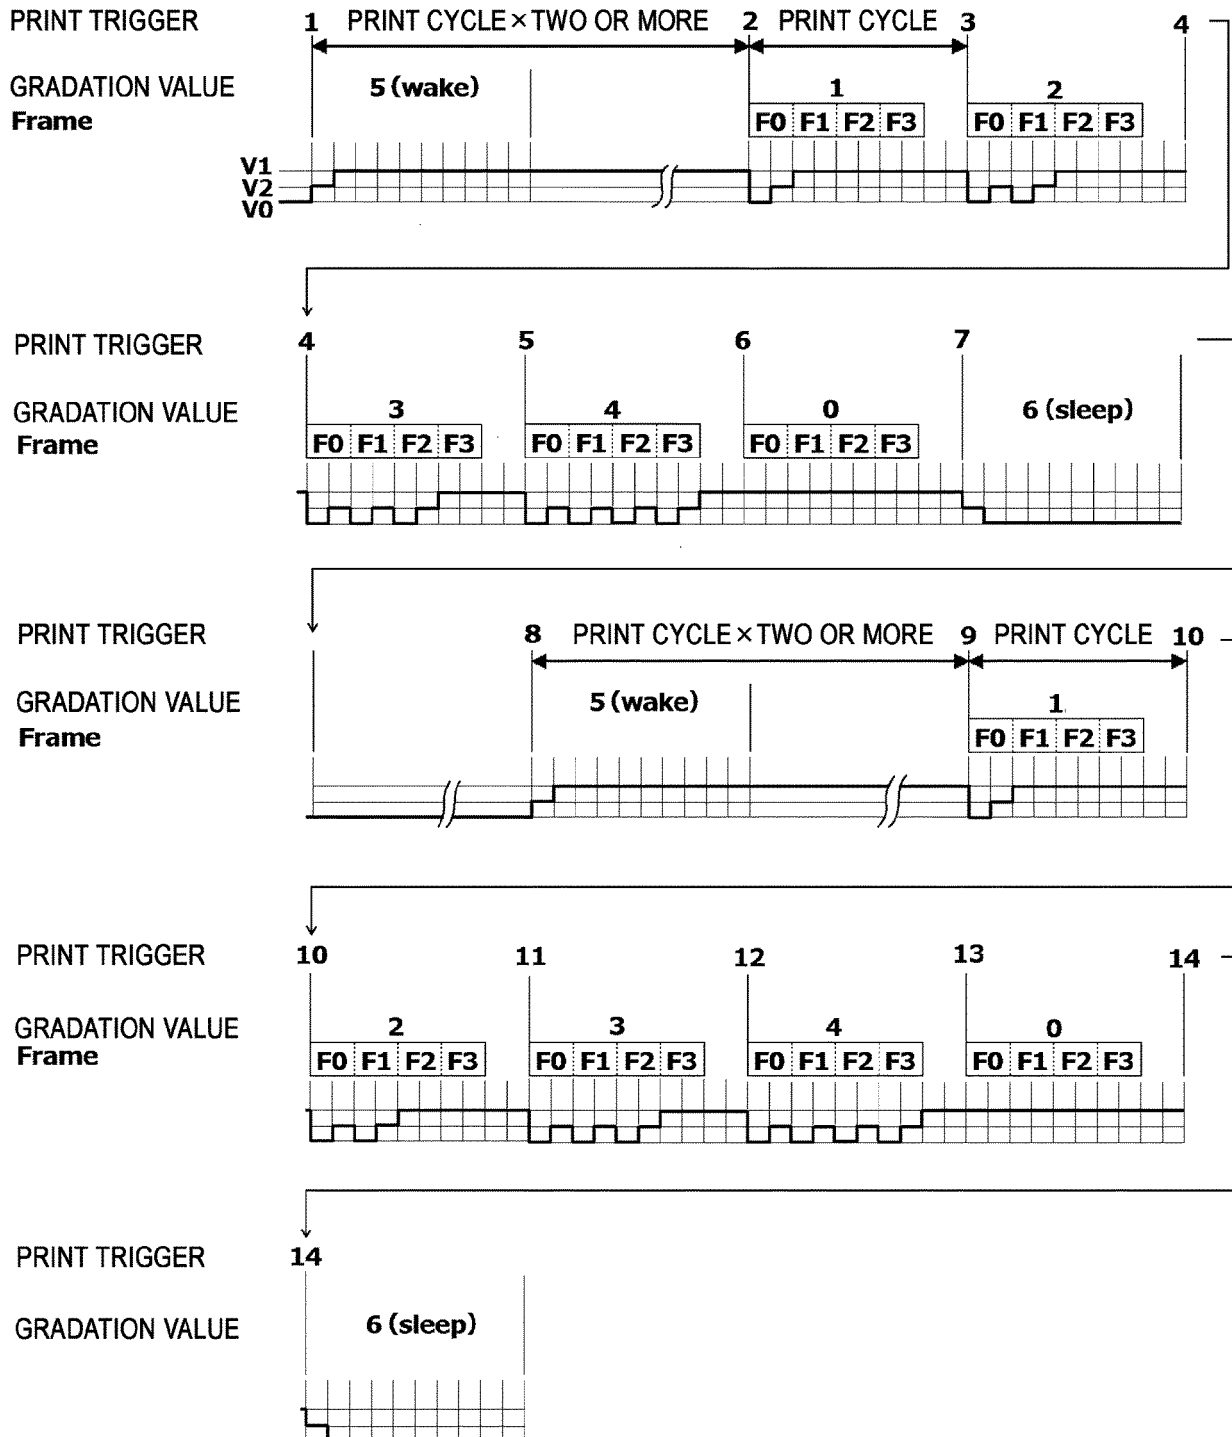 PRINT TRIGGER 1 PRINT CYCLE×TWO OR MORE 2 PRINT CYCLE 3 4
GRADATION VALUE 5 (wake) 1 2
Frame F0 F1 F2 F3 F0 F1 F2 F3
V1
V2
V0
PRINT TRIGGER 4 5 6 7
GRADATION VALUE 3 4 0 6 (sleep)
Frame F0 F1 F2 F3 F0 F1 F2 F3 F0 F1 F2 F3
PRINT TRIGGER 8 PRINT CYCLE×TWO OR MORE 9 PRINT CYCLE 10
GRADATION VALUE 5 (wake) 1
Frame F0 F1 F2 F3
PRINT TRIGGER 10 11 12 13 14
GRADATION VALUE 2 3 4 0
Frame F0 F1 F2 F3 F0 F1 F2 F3 F0 F1 F2 F3 F0 F1 F2 F3
PRINT TRIGGER 14
GRADATION VALUE 6 (sleep)